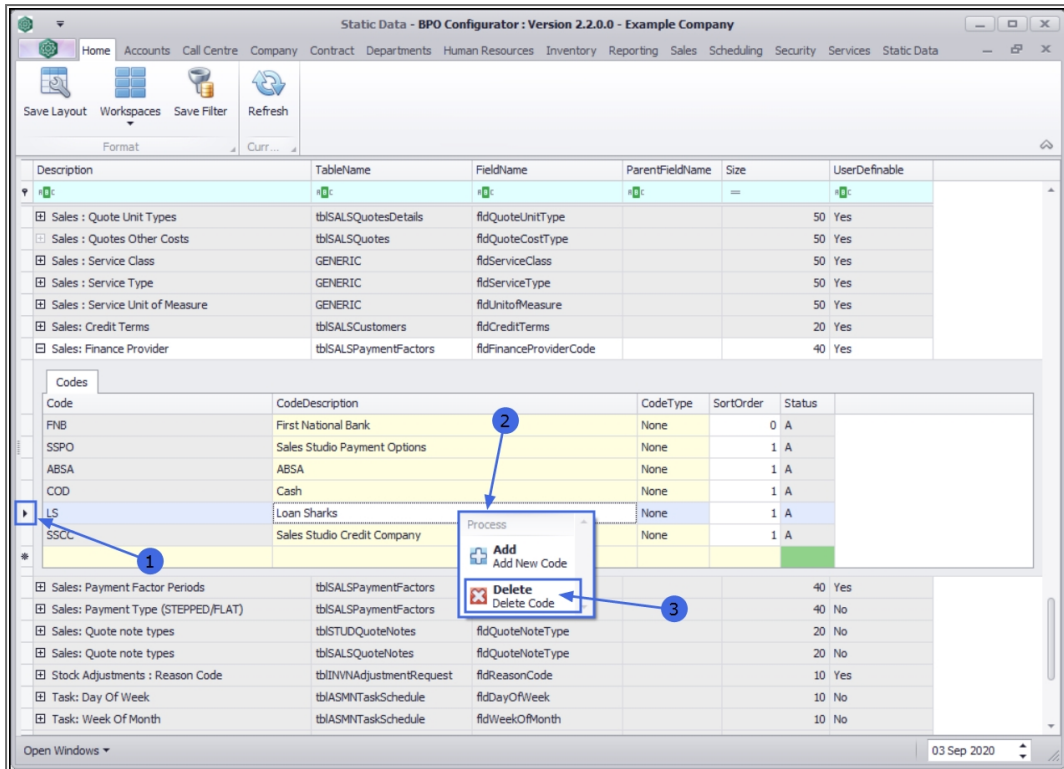 Static Data - BPO Configurator : Version 2.2.0.0 - Example Company
Home Accounts Call Centre Company Contract Departments Human Resources Inventory Reporting Sales Scheduling Security Services Static Data
Save Layout Workspaces Save Filter Refresh
Format Curr...
Description TableName FieldName ParentFieldName Size UserDefinable
Sales : Quote Unit Types tblSALSQuotesDetails fldQuoteUnitType 50 Yes
Sales : Quotes Other Costs tblSALSQuotes fldQuoteCostType 50 Yes
Sales : Service Class GENERIC fldServiceClass 50 Yes
Sales : Service Type GENERIC fldServiceType 50 Yes
Sales : Service Unit of Measure GENERIC fldUnitofMeasure 50 Yes
Sales: Credit Terms tblSALSCustomers fldCreditTerms 20 Yes
Sales: Finance Provider tblSALSPaymentFactors fldFinanceProviderCode 40 Yes
Codes
Code CodeDescription CodeType SortOrder Status
FNB First National Bank None 0 A
2
SSPO Sales Studio Payment Options None 1 A
ABSA ABSA None 1 A
COD Cash None 1 A
LS Loan Sharks None 1 A
SSCC Sales Studio Credit Company None 1 A
Process
Add
Add New Code
Delete
Delete Code
1
3
Sales: Payment Factor Periods tblSALSPaymentFactors 40 Yes
Sales: Payment Type (STEPPED/FLAT) tblSALSPaymentFactors 40 No
Sales: Quote note types tblSTUDQuoteNotes fldQuoteNoteType 20 No
Sales: Quote note types tblSALSQuoteNotes fldQuoteNoteType 20 No
Stock Adjustments : Reason Code tblINVNAdjustmentRequest fldReasonCode 10 Yes
Task: Day Of Week tblASMNTaskSchedule fldDayOfWeek 10 No
Task: Week Of Month tblASMNTaskSchedule fldWeekOfMonth 10 No
Open Windows 03 Sep 2020